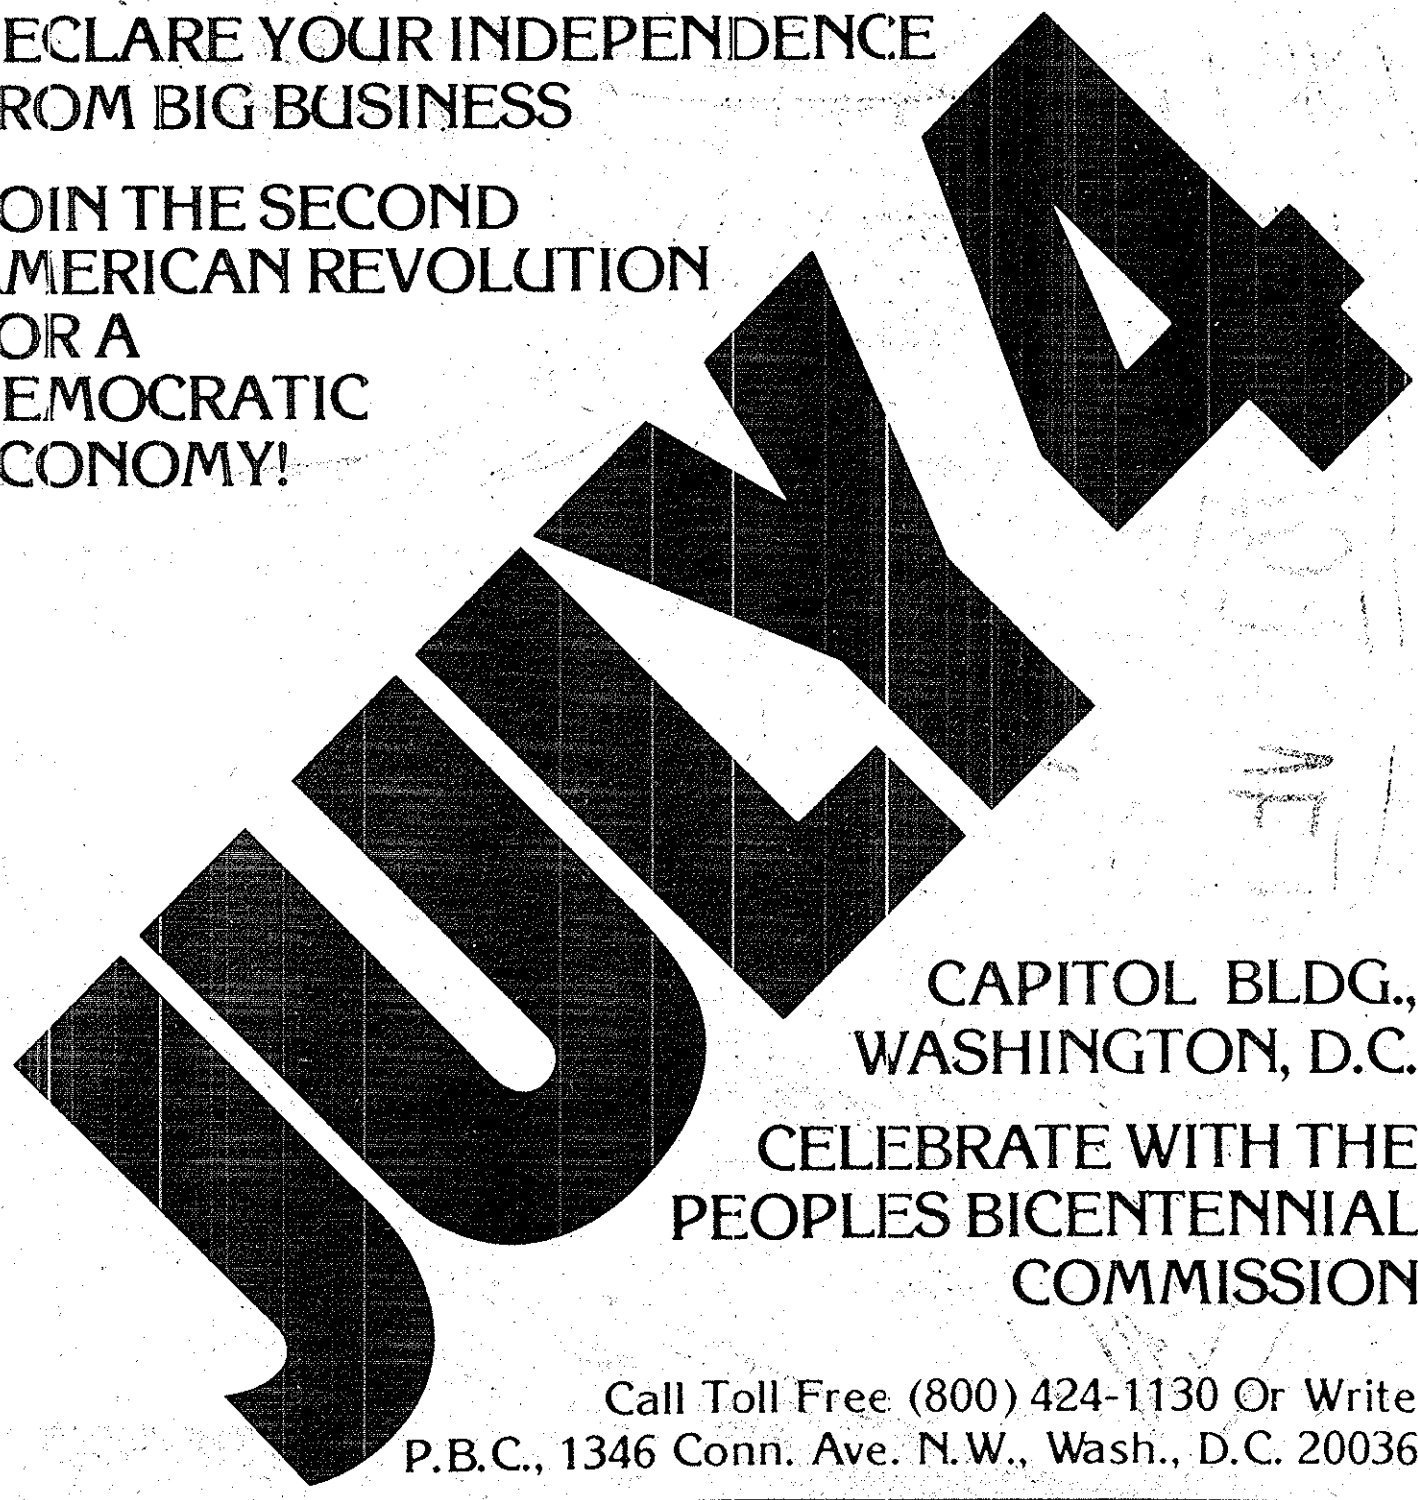 ECLARE YOUR INDEPENDENCE
ROM BIG BUSINESS
OIN THE SECOND
MERICAN REVOLUTION
OR A
EMOCRATIC
CONOMY!
JULY 4
CAPITOL BLDG.,
WASHINGTON, D.C.
CELEBRATE WITH THE
PEOPLES BICENTENNIAL
COMMISSION
Call Toll Free (800) 424-1130 Or Write
P.B.C., 1346 Conn. Ave. N.W., Wash., D.C. 20036